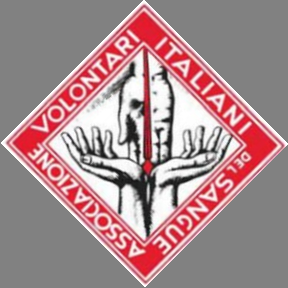 ASSOCIAZIONE
VOLONTARI
ITALIANI
DEL SANGUE